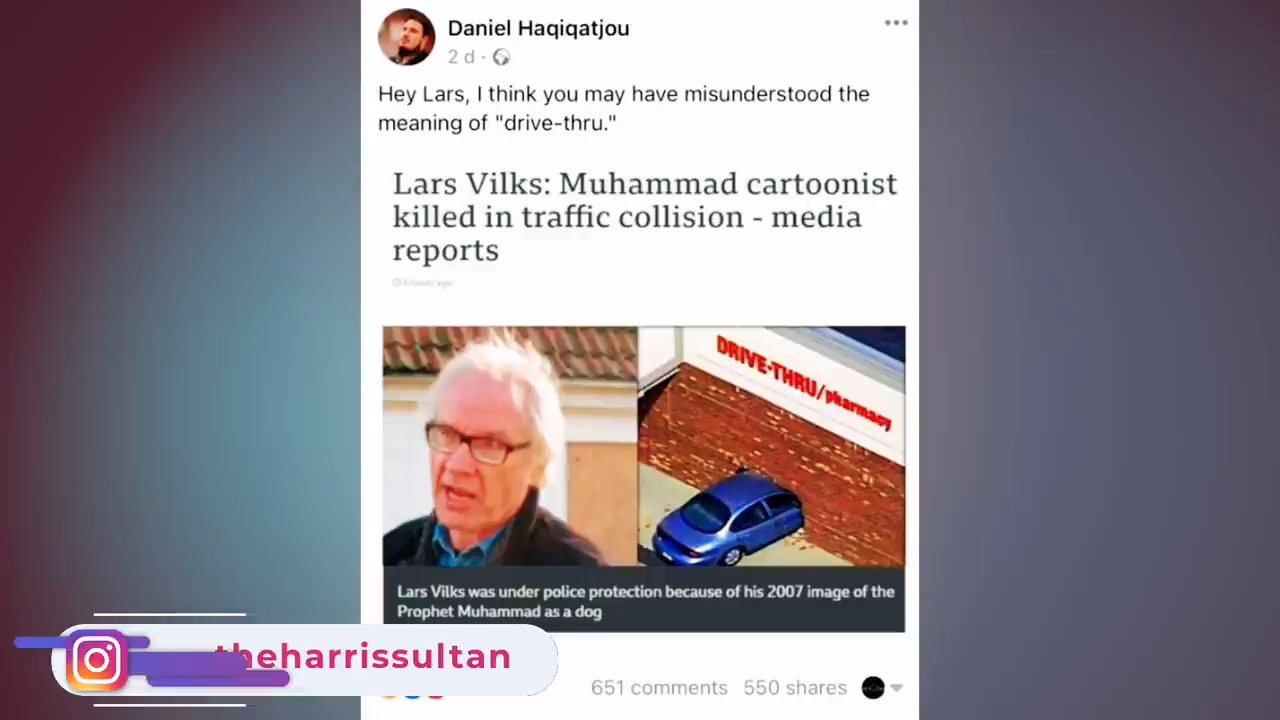 Daniel Haqiqatjou
2 d ·
Hey Lars, I think you may have misunderstood the
meaning of "drive-thru."
Lars Vilks: Muhammad cartoonist
killed in traffic collision - media
reports
hours ago
DRIVE-THRU/pharmacy
Lars Vilks was under police protection because of his 2007 image of the
Prophet Muhammad as a dog
theharrissultan
651 comments 550 shares